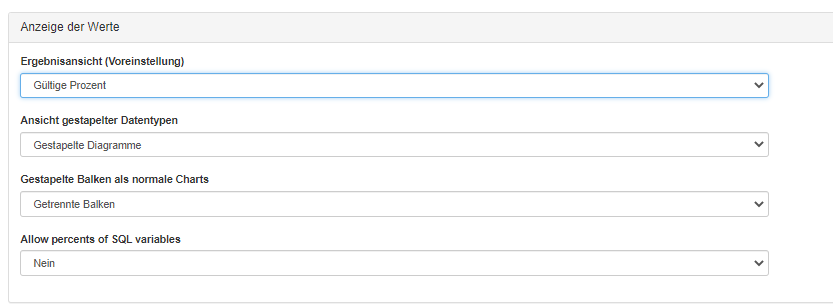 Anzeige der Werte
Ergebnisansicht (Voreinstellung)
Gültige Prozent
Ansicht gestapelter Datentypen
Gestapelte Diagramme
Gestapelte Balken als normale Charts
Getrennte Balken
Allow percents of SQL variables
Nein